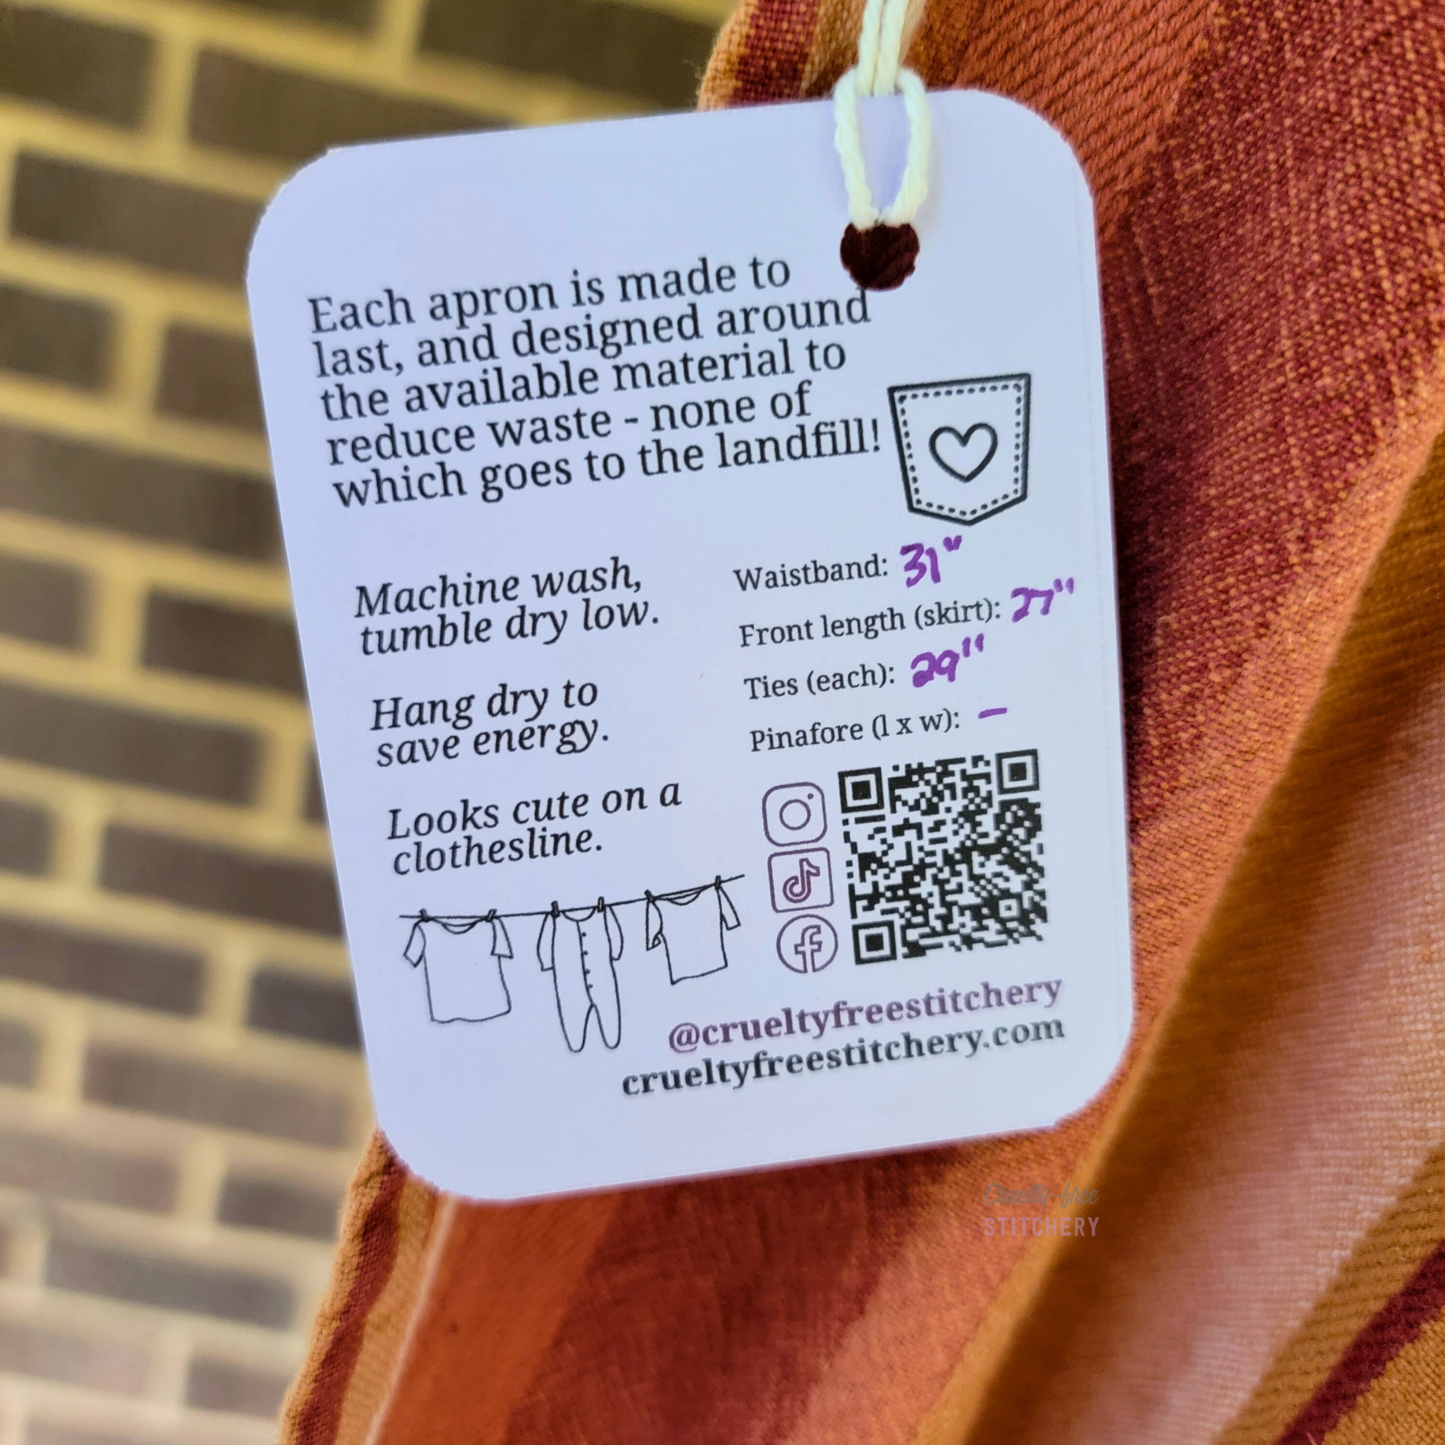 Each apron is made to
last, and designed around
the available material to
reduce waste - none of
which goes to the landfill!
Machine wash,
tumble dry low.
Hang dry to
save energy.
Looks cute on a
clothesline.
Waistband: 31"
Front length (skirt): 27"
Ties (each): 29"
Pinafore (l x w): –
@crueltyfreestitchery
crueltyfreestitchery.com
Cruelty-free
STITCHERY